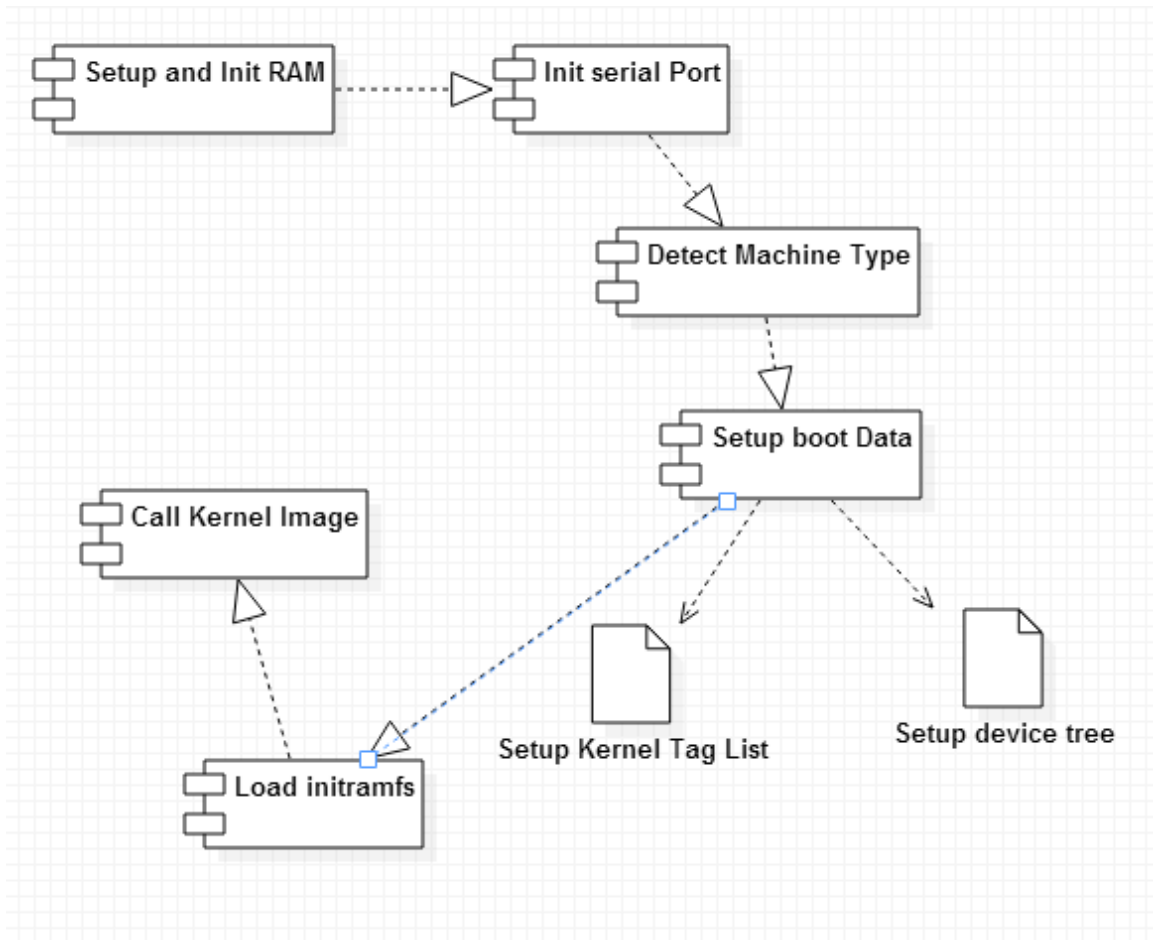 Setup and Init RAM
Init serial Port
Detect Machine Type
Setup boot Data
Call Kernel Image
Setup Kernel Tag List
Setup device tree
Load initramfs